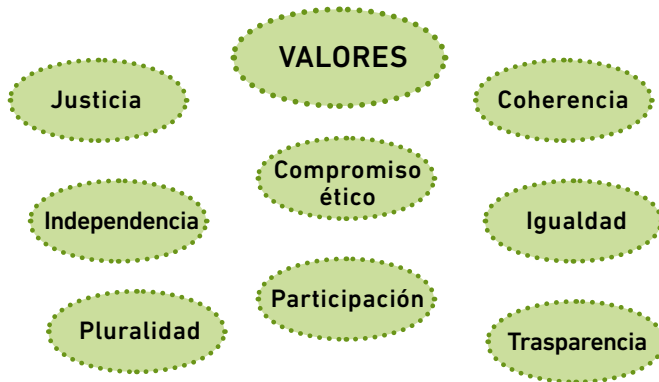 VALORES
Justicia
Coherencia
Compromiso
ético
Independencia
Igualdad
Participación
Pluralidad
Trasparencia